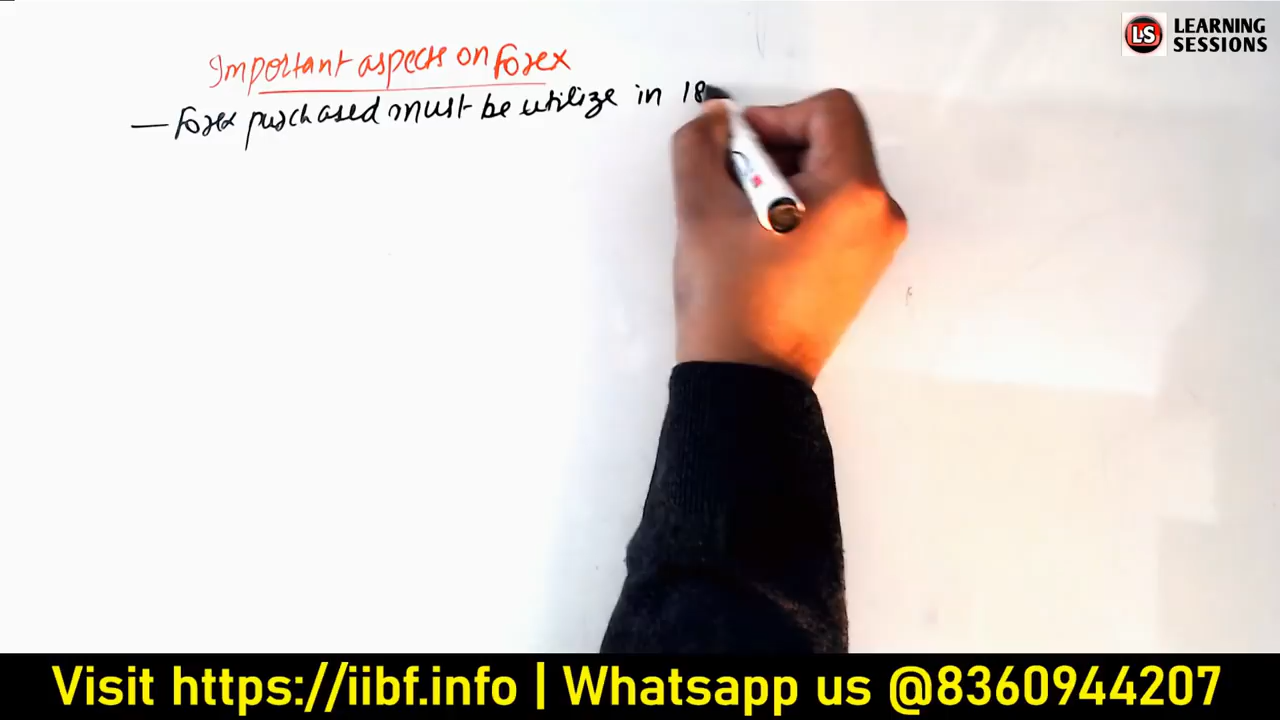 LS LEARNING
SESSIONS
Important aspects on forex
— Forex purchased must be utilize in 18
Visit https://iibf.info | Whatsapp us @8360944207